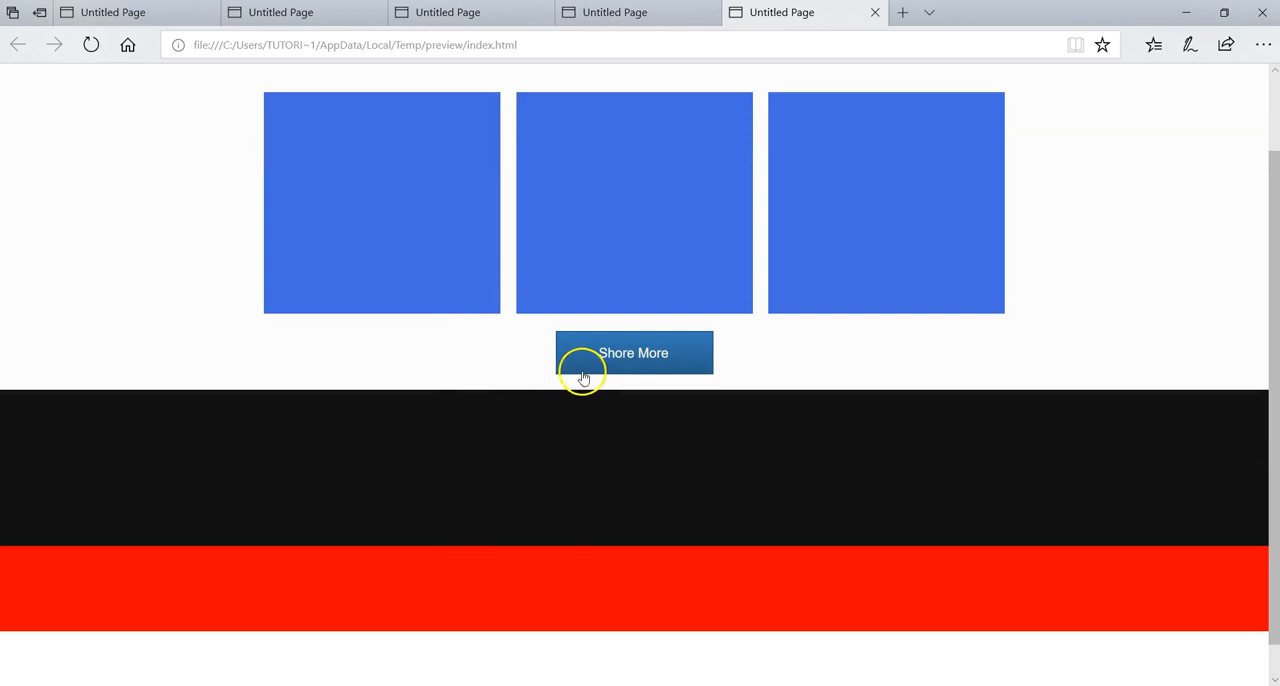 Untitled Page
Untitled Page
Untitled Page
Untitled Page
Untitled Page
file:///C:/Users/TUTORI~1/AppData/Local/Temp/preview/index.html
Shore More